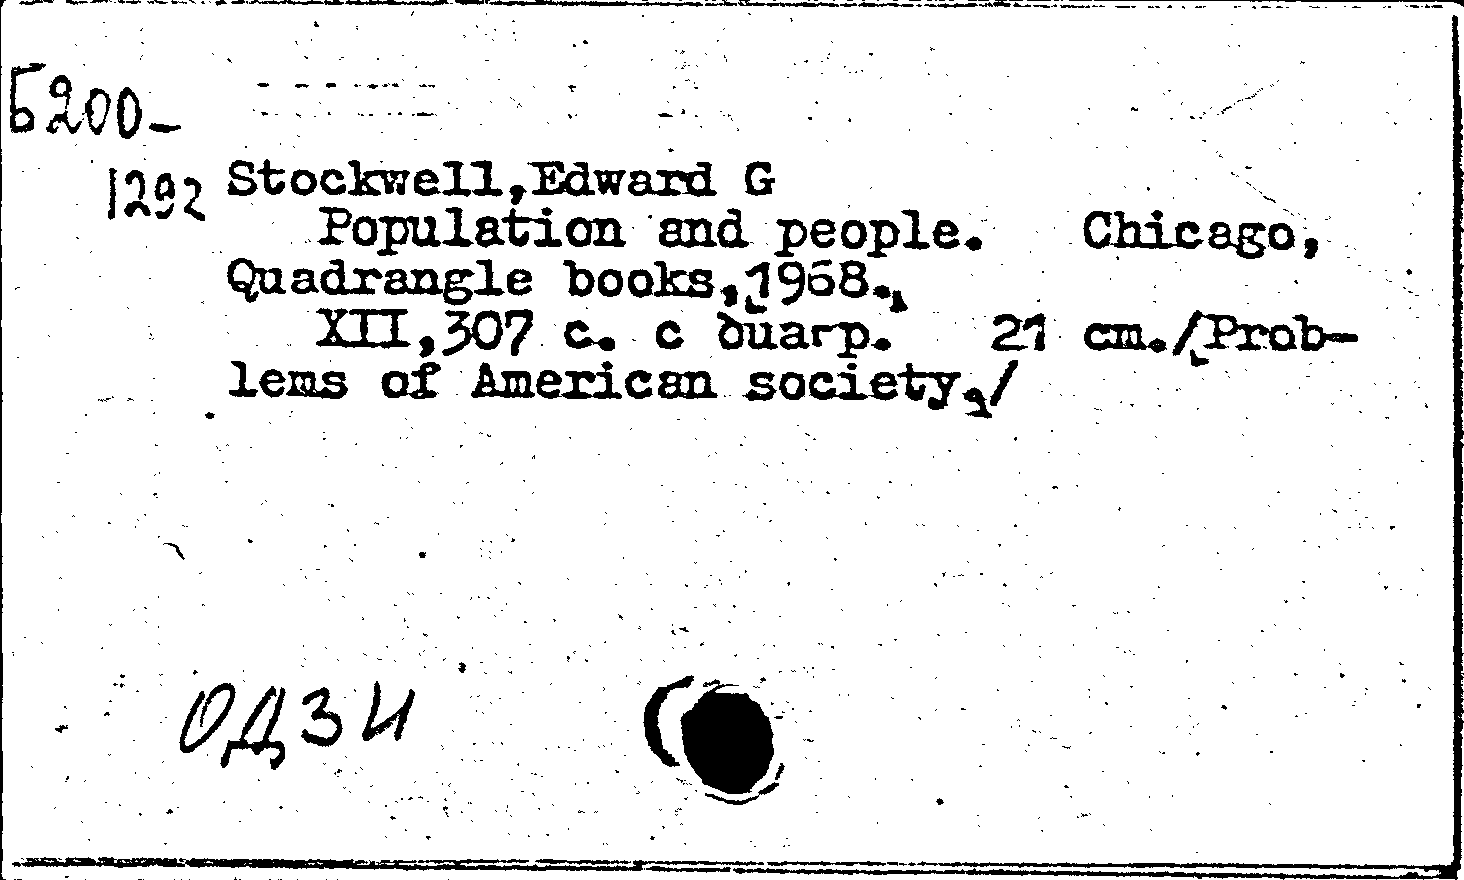 Б200-
1292
Stockwell,Edward G
Population and people. Chicago,
Quadrangle books,1968.,
XII,307 с. с диагр. 21 cm./Prob-
lems of American society,/
ОДЗИ